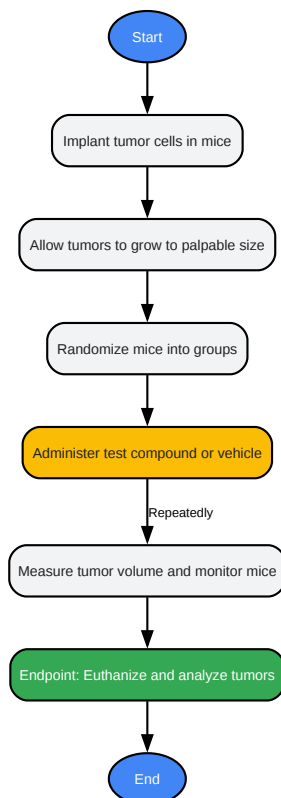 Start
Implant tumor cells in mice
Allow tumors to grow to palpable size
Randomize mice into groups
Administer test compound or vehicle
Repeatedly
Measure tumor volume and monitor mice
Endpoint: Euthanize and analyze tumors
End